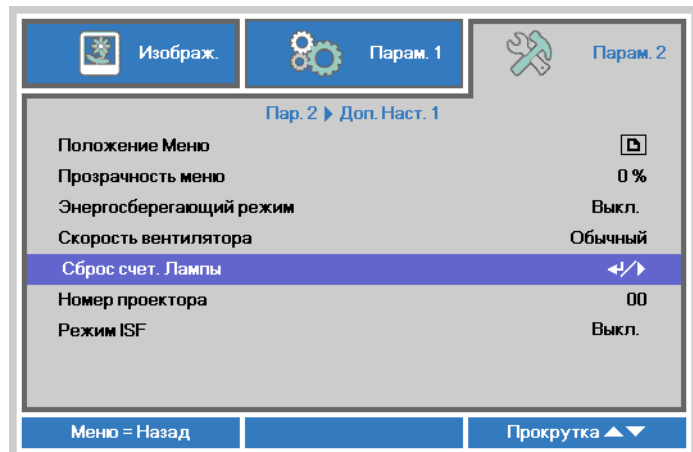 Изображ. Парам. 1 Парам. 2
Пар. 2 ▶ Доп. Наст. 1
Положение Меню
Прозрачность меню 0 %
Энергосберегающий режим Выкл.
Скорость вентилятора Обычный
Сброс счет. Лампы ↵/▶
Номер проектора 00
Режим ISF Выкл.
Меню = Назад Прокрутка ▲▼